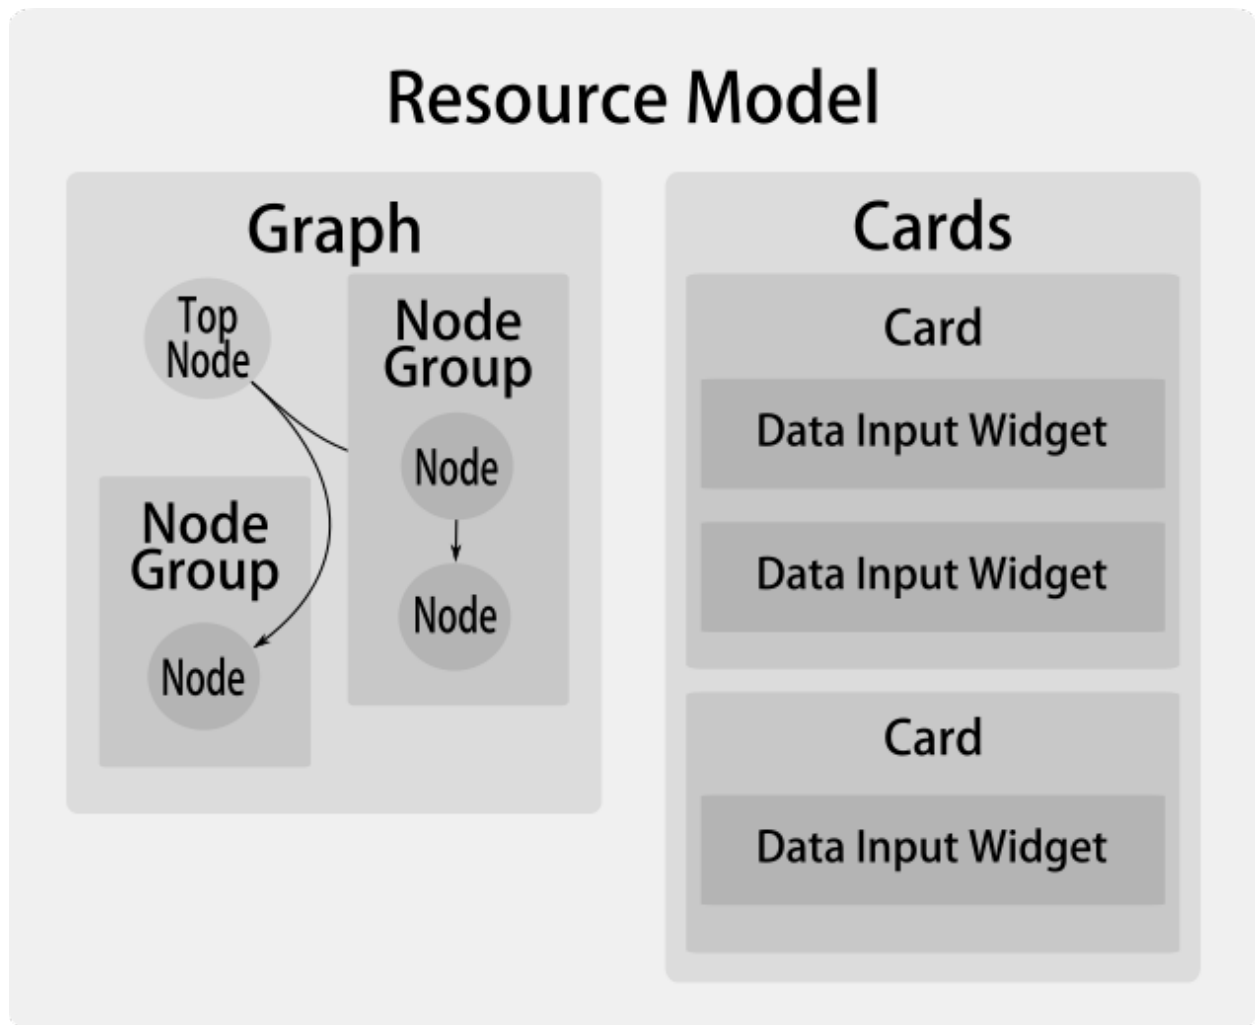 Resource Model
Graph
Top
Node
Node
Group
Node
Node
Node
Group
Node
Cards
Card
Data Input Widget
Data Input Widget
Card
Data Input Widget